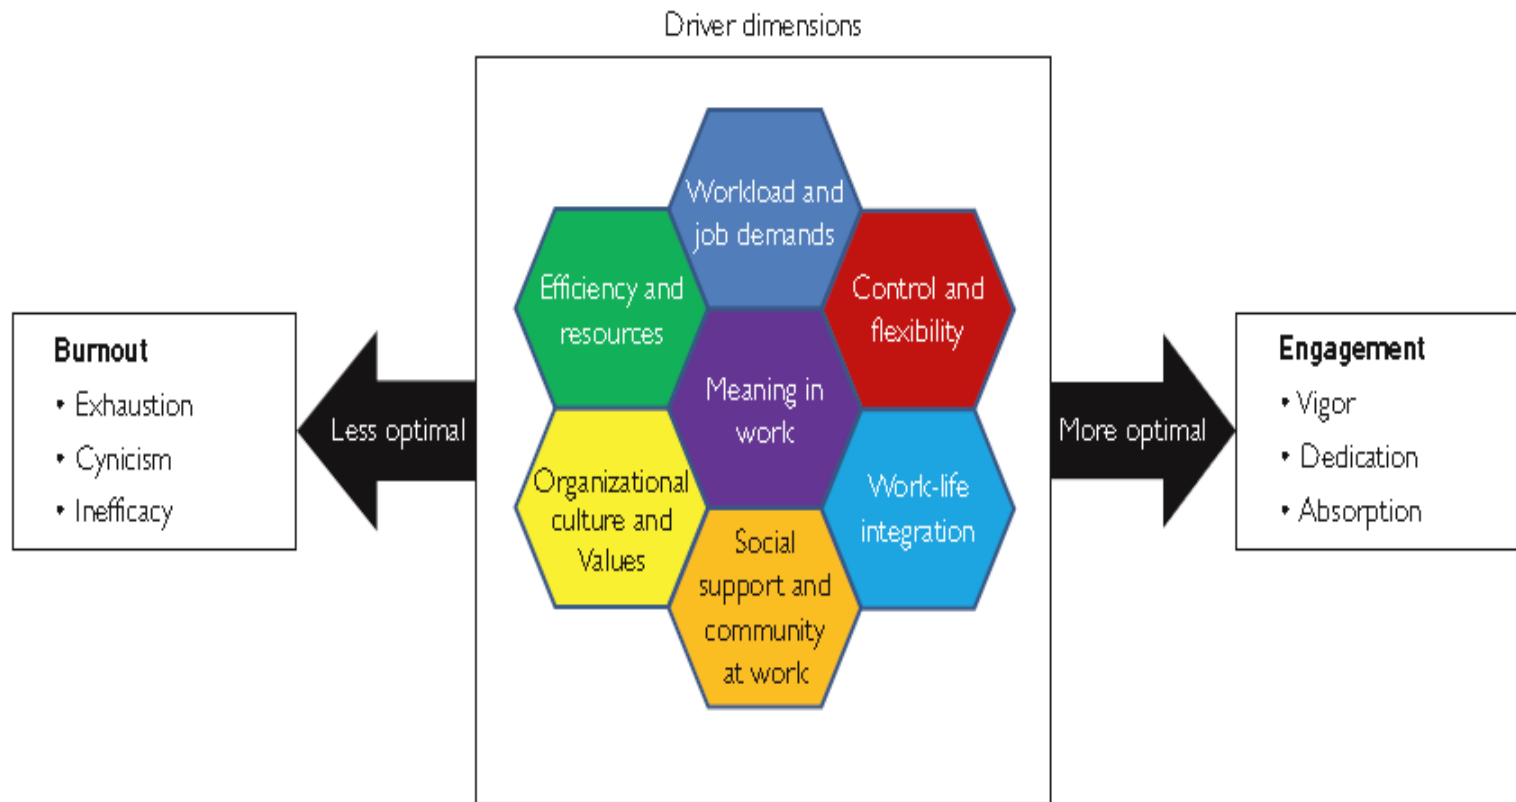 Driver dimensions
Workload and
job demands
Efficiency and
resources
Control and
flexibility
Meaning in
work
Organizational
culture and
Values
Work-life
integration
Social
support and
community
at work
Burnout
• Exhaustion
• Cynicism
• Inefficacy
Less optimal
More optimal
Engagement
• Vigor
• Dedication
• Absorption